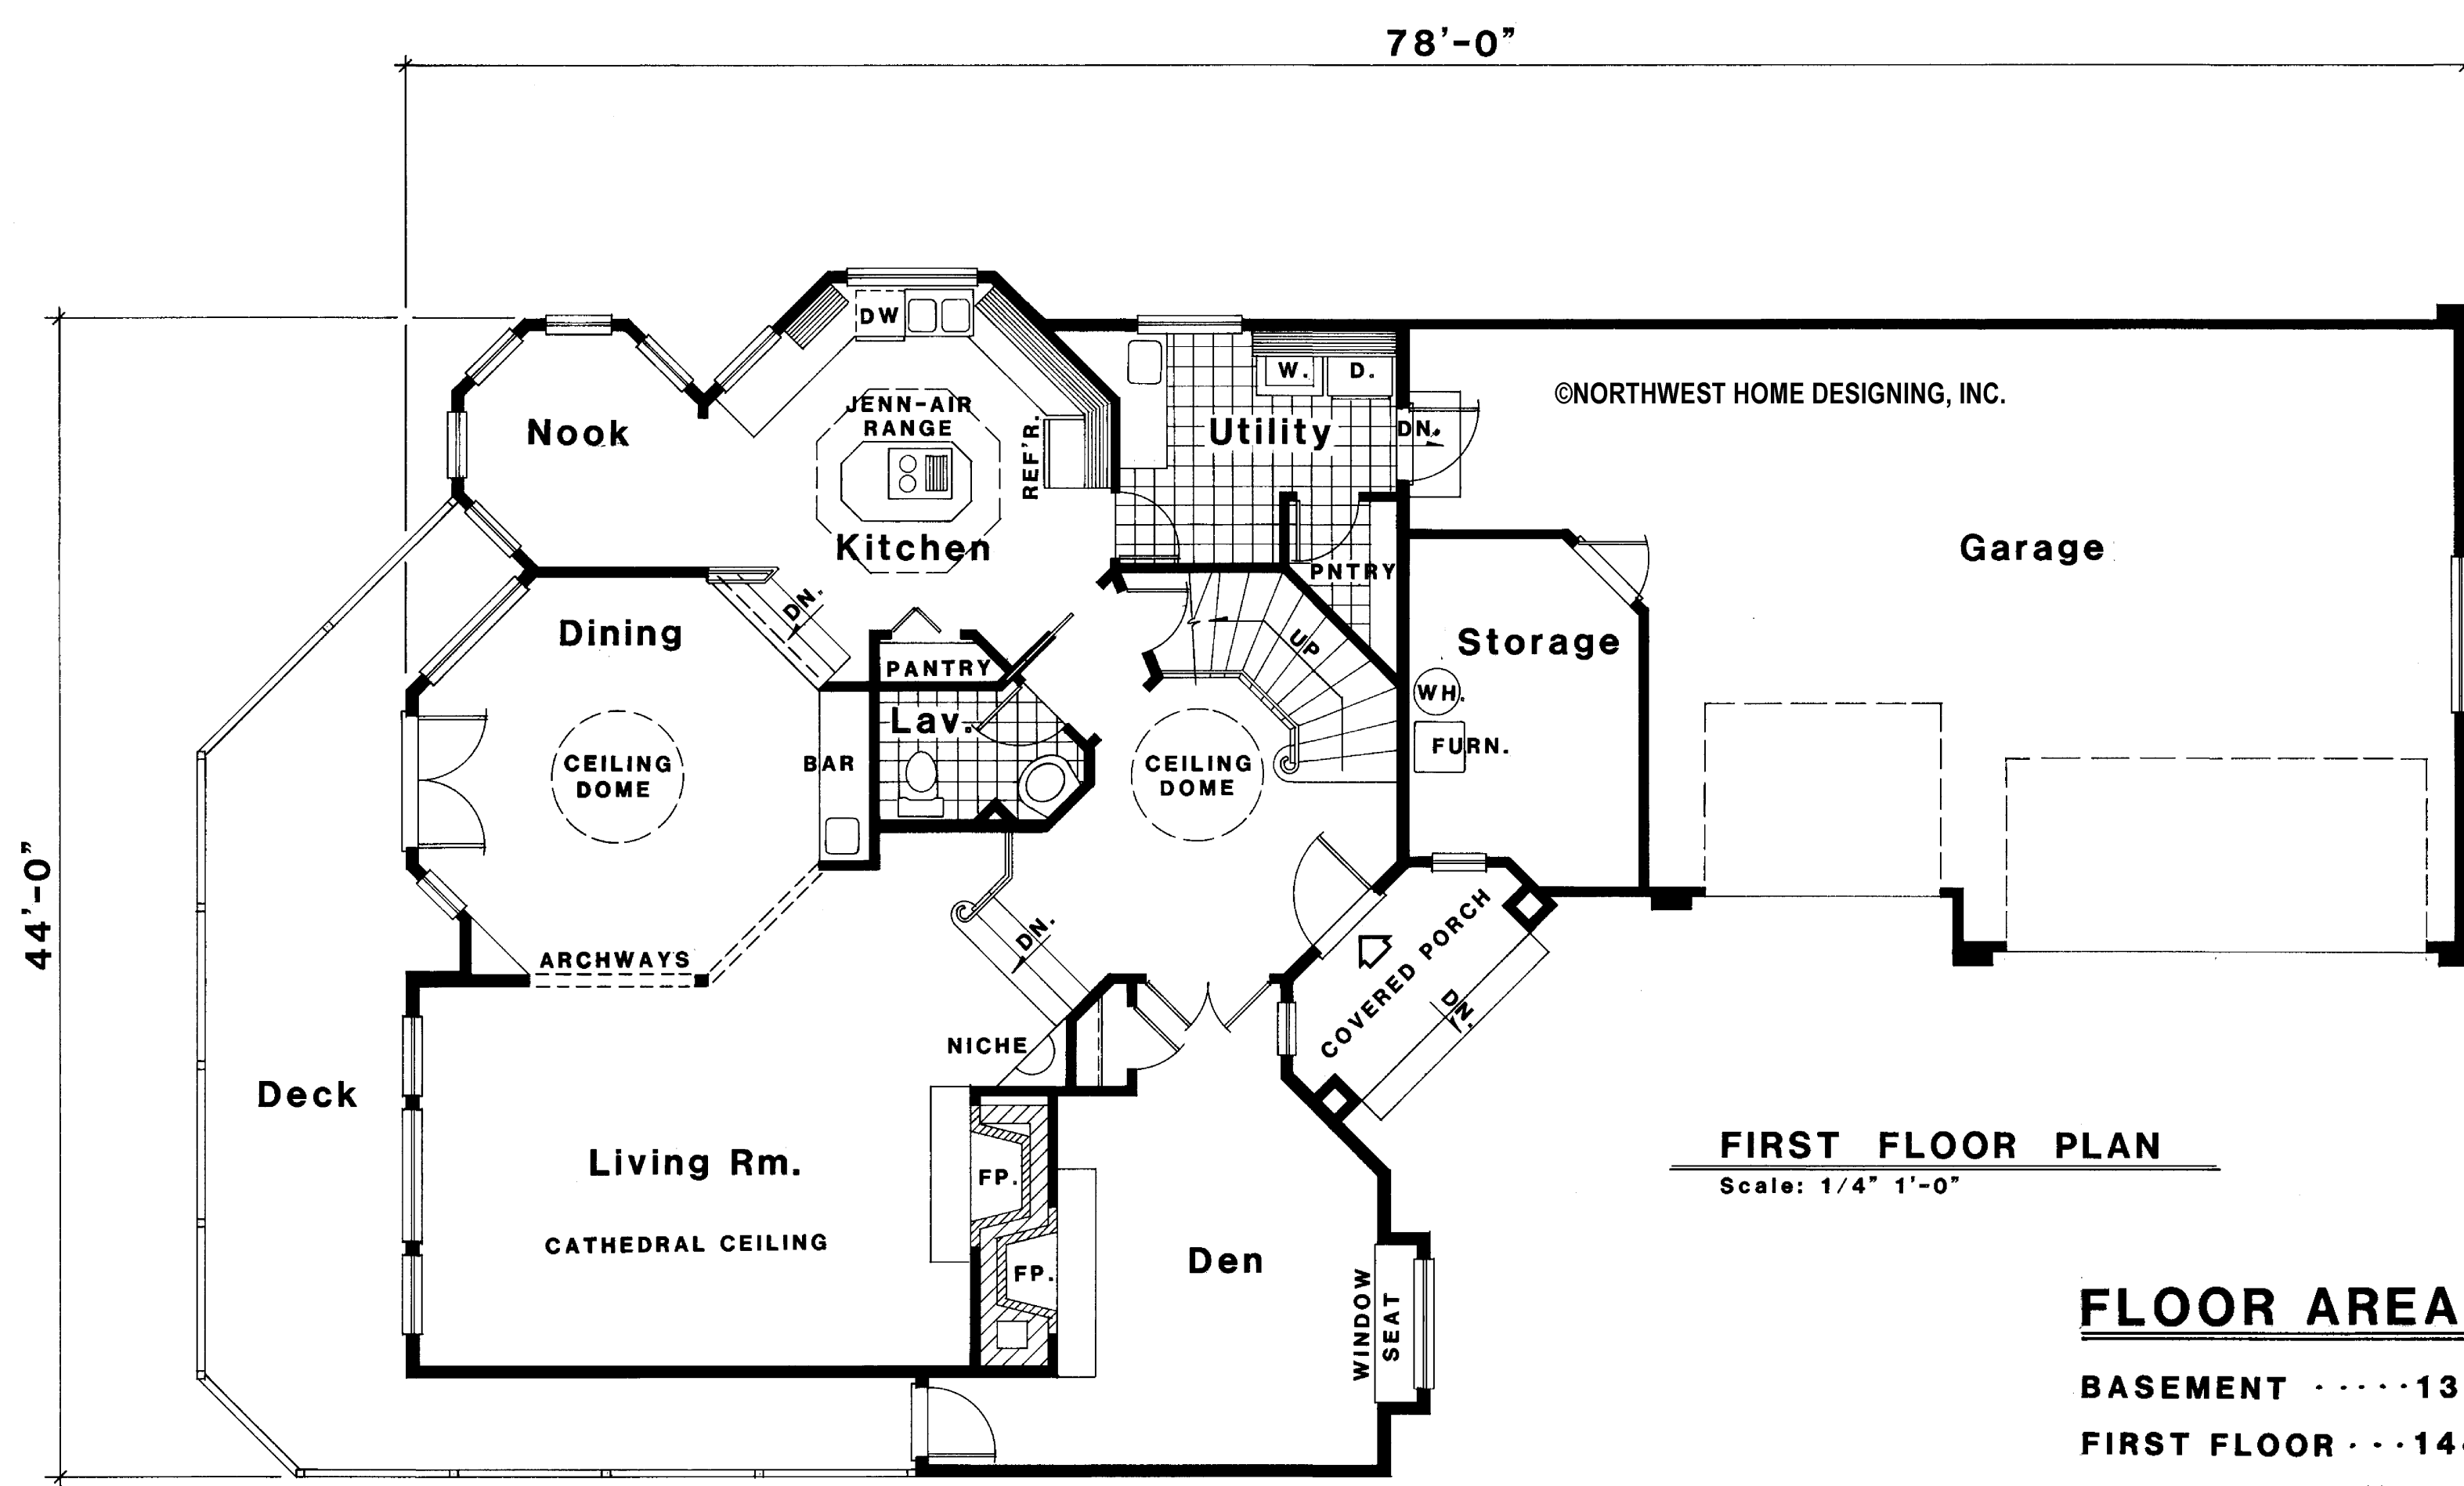 78'-0"
44'-0"
DW
W. D.
©NORTHWEST HOME DESIGNING, INC.
JENN-AIR
RANGE
REF'R.
Nook
Utility
DN.
Kitchen
Garage
PNTRY
DN.
Dining
UP
Storage
PANTRY
WH.
Lav.
FURN.
CEILING
DOME
BAR
CEILING
DOME
DN.
ARCHWAYS
COVERED PORCH
DN.
NICHE
Deck
Living Rm.
FP.
CATHEDRAL CEILING
FP.
Den
WINDOW
SEAT
FIRST FLOOR PLAN
Scale: 1/4" 1'-0"
FLOOR AREA
BASEMENT ·····13
FIRST FLOOR ···14